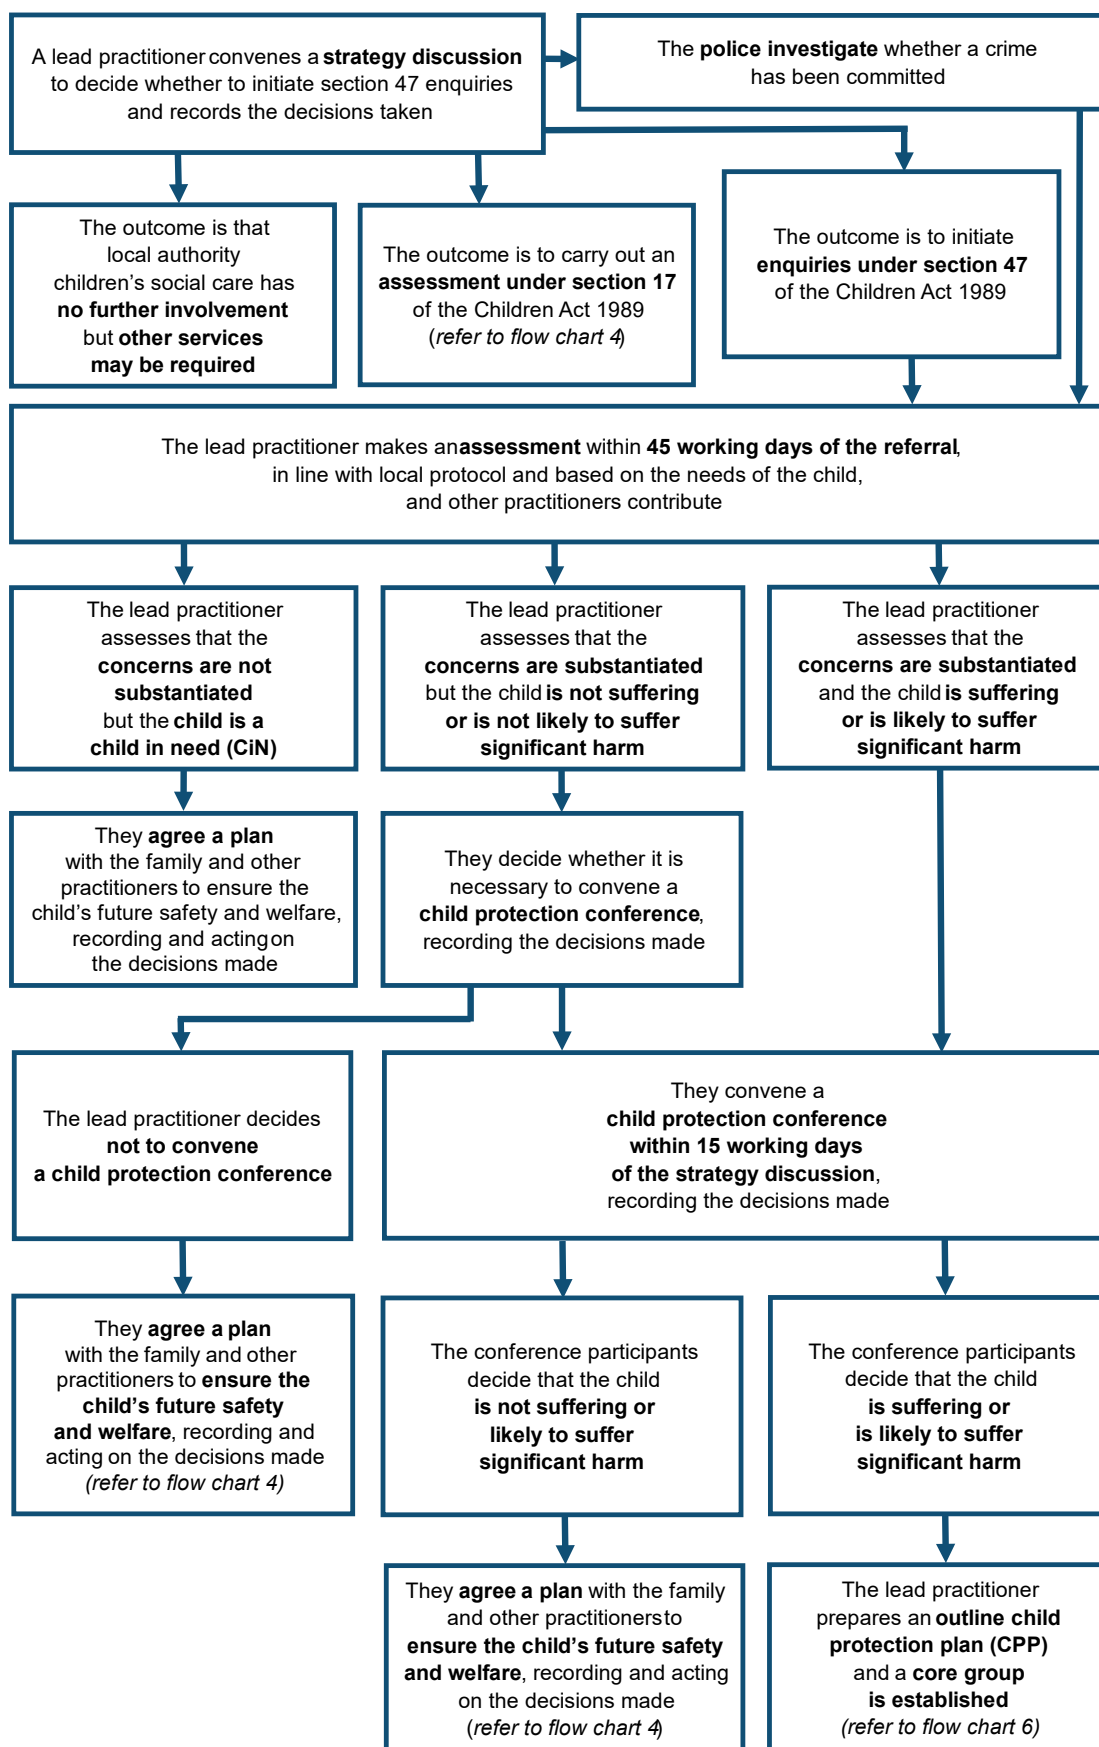 A lead practitioner convenes a strategy discussion
to decide whether to initiate section 47 enquiries
and records the decisions taken
The police investigate whether a crime
has been committed
The outcome is that
local authority
children’s social care has
no further involvement
but other services
may be required
The outcome is to carry out an
assessment under section 17
of the Children Act 1989
(refer to flow chart 4)
The outcome is to initiate
enquiries under section 47
of the Children Act 1989
The lead practitioner makes an assessment within 45 working days of the referral,
in line with local protocol and based on the needs of the child,
and other practitioners contribute
The lead practitioner
assesses that the
concerns are not
substantiated
but the child is a
child in need (CiN)
The lead practitioner
assesses that the
concerns are substantiated
but the child is not suffering
or is not likely to suffer
significant harm
The lead practitioner
assesses that the
concerns are substantiated
and the child is suffering
or is likely to suffer
significant harm
They agree a plan
with the family and other
practitioners to ensure the
child’s future safety and welfare,
recording and acting on
the decisions made
They decide whether it is
necessary to convene a
child protection conference,
recording the decisions made
The lead practitioner decides
not to convene
a child protection conference
They convene a
child protection conference
within 15 working days
of the strategy discussion,
recording the decisions made
They agree a plan
with the family and other
practitioners to ensure the
child’s future safety
and welfare, recording and
acting on the decisions made
(refer to flow chart 4)
The conference participants
decide that the child
is not suffering or
likely to suffer
significant harm
The conference participants
decide that the child
is suffering or
is likely to suffer
significant harm
They agree a plan with the family
and other practitioners to
ensure the child’s future safety
and welfare, recording and acting
on the decisions made
(refer to flow chart 4)
The lead practitioner
prepares an outline child
protection plan (CPP)
and a core group
is established
(refer to flow chart 6)